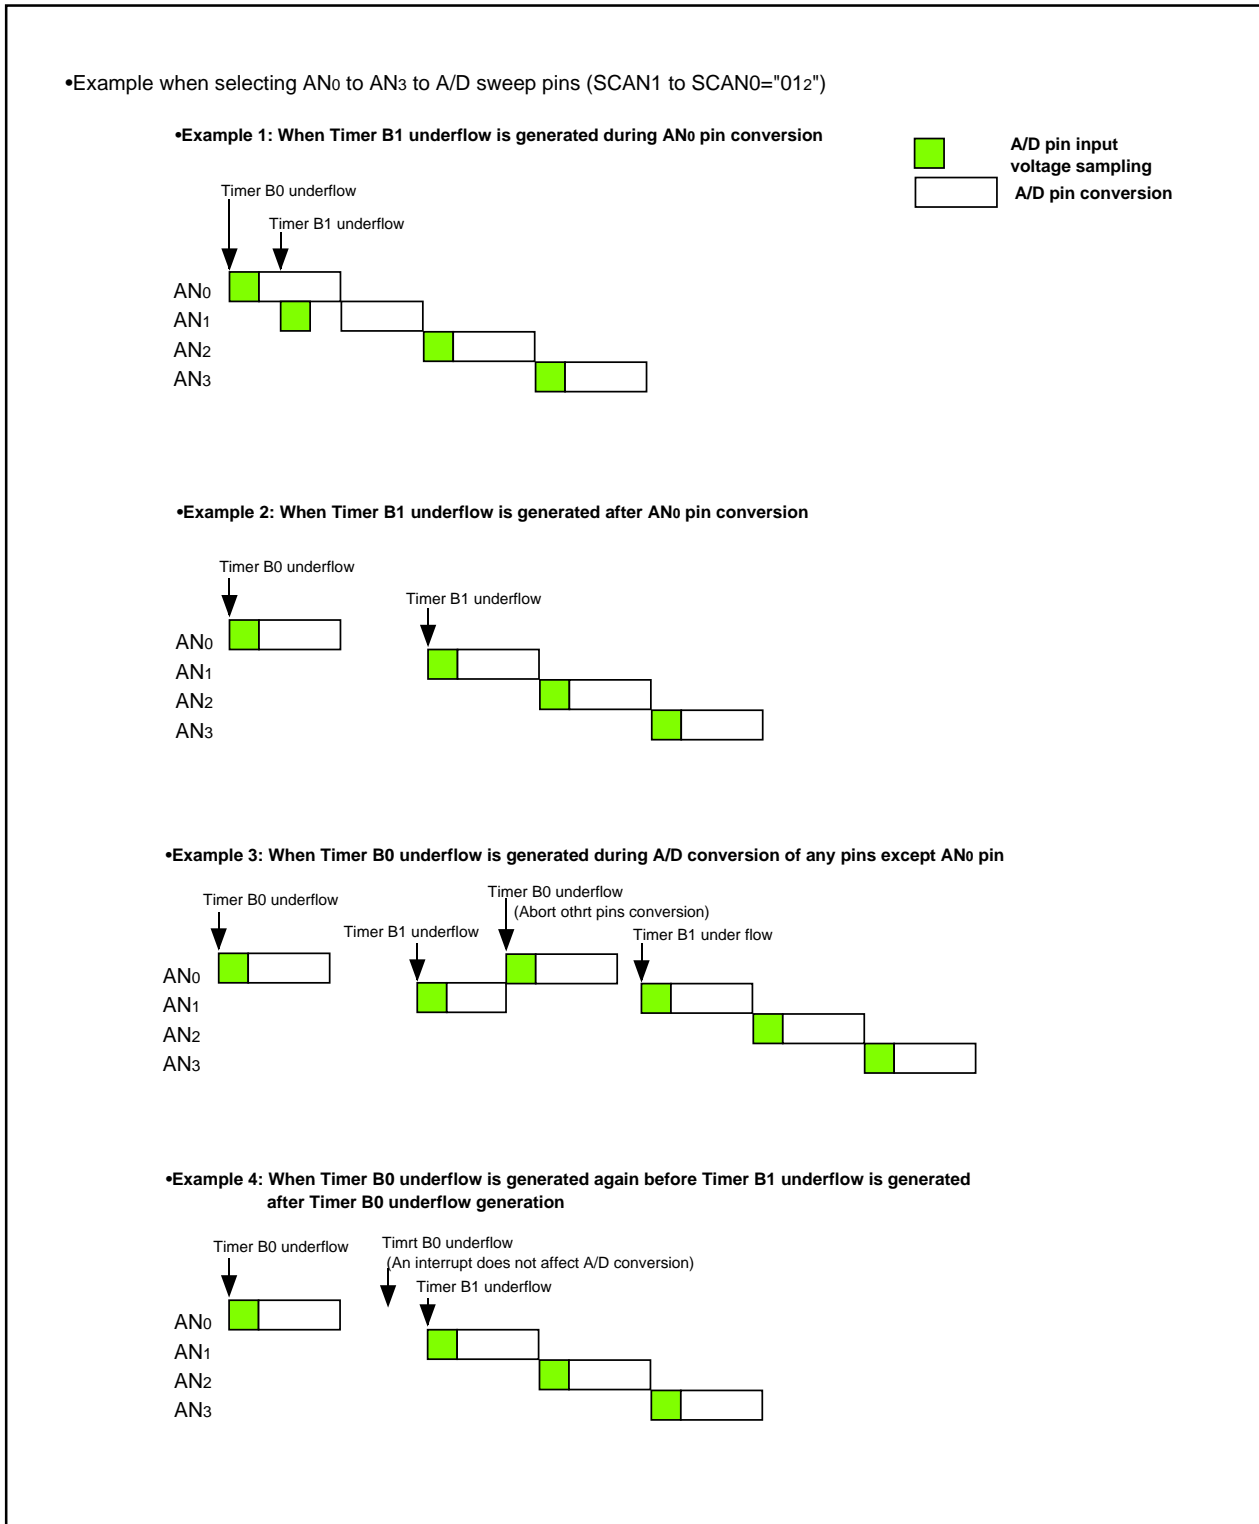 •Example when selecting AN0 to AN3 to A/D sweep pins (SCAN1 to SCAN0="012")
•Example 1: When Timer B1 underflow is generated during AN0 pin conversion
A/D pin input
voltage sampling
A/D pin conversion
Timer B0 underflow
Timer B1 underflow
AN0
AN1
AN2
AN3
•Example 2: When Timer B1 underflow is generated after AN0 pin conversion
Timer B0 underflow
Timer B1 underflow
AN0
AN1
AN2
AN3
•Example 3: When Timer B0 underflow is generated during A/D conversion of any pins except AN0 pin
Timer B0 underflow
Timer B0 underflow
(Abort othrt pins conversion)
Timer B1 underflow
Timer B1 under flow
AN0
AN1
AN2
AN3
•Example 4: When Timer B0 underflow is generated again before Timer B1 underflow is generated
after Timer B0 underflow generation
Timer B0 underflow
Timrt B0 underflow
(An interrupt does not affect A/D conversion)
Timer B1 underflow
AN0
AN1
AN2
AN3